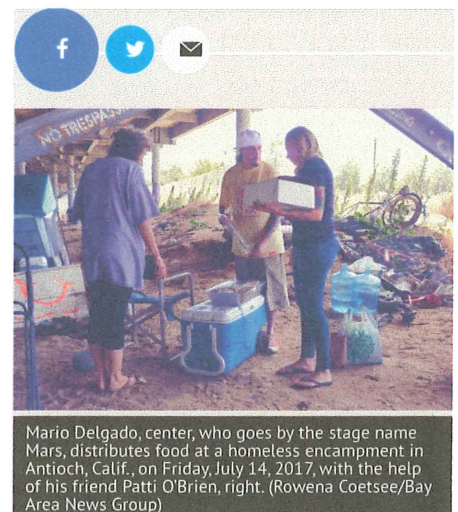 f
NO TRESPASSI
Mario Delgado, center, who goes by the stage name
Mars, distributes food at a homeless encampment in
Antioch, Calif., on Friday, July 14, 2017, with the help
of his friend Patti O'Brien, right. (Rowena Coetsee/Bay
Area News Group)